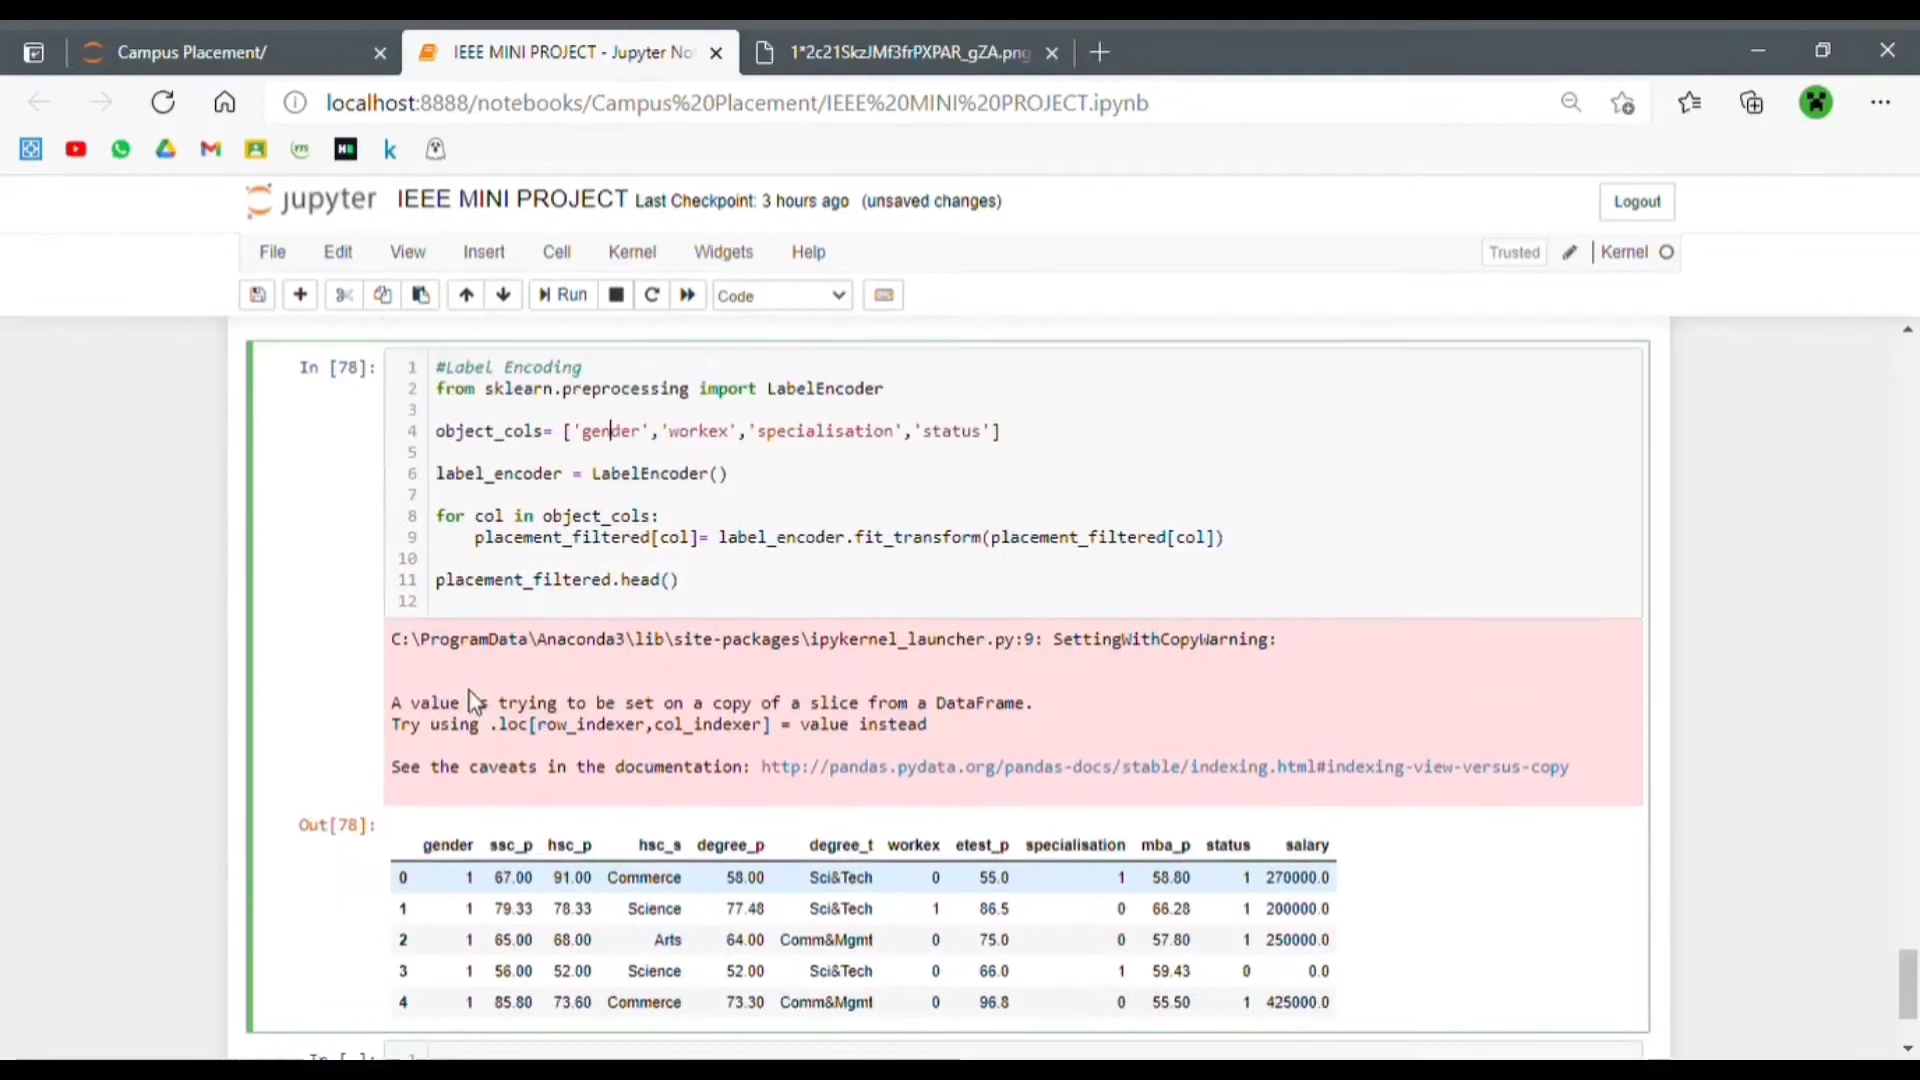 Campus Placement/
IEEE MINI PROJECT - Jupyter No
1*2c21SkzJMf3frPXPAR_gZA.png
localhost:8888/notebooks/Campus%20Placement/IEEE%20MINI%20PROJECT.ipynb
jupyter IEEE MINI PROJECT Last Checkpoint: 3 hours ago (unsaved changes)
Logout
File Edit View Insert Cell Kernel Widgets Help
Trusted Kernel
Run Code
In [78]:
1 #Label Encoding
2 from sklearn.preprocessing import LabelEncoder
3
4 object_cols= ['gender','workex','specialisation','status']
5
6 label_encoder = LabelEncoder()
7
8 for col in object_cols:
9 placement_filtered[col]= label_encoder.fit_transform(placement_filtered[col])
10
11 placement_filtered.head()
12
C:\ProgramData\Anaconda3\lib\site-packages\ipykernel_launcher.py:9: SettingWithCopyWarning:
A value is trying to be set on a copy of a slice from a DataFrame.
Try using .loc[row_indexer,col_indexer] = value instead
See the caveats in the documentation: http://pandas.pydata.org/pandas-docs/stable/indexing.html#indexing-view-versus-copy
Out[78]:
gender ssc_p hsc_p hsc_s degree_p degree_t workex etest_p specialisation mba_p status salary
0 1 67.00 91.00 Commerce 58.00 Sci&Tech 0 55.0 1 58.80 1 270000.0
1 1 79.33 78.33 Science 77.48 Sci&Tech 1 86.5 0 66.28 1 200000.0
2 1 65.00 68.00 Arts 64.00 Comm&Mgmt 0 75.0 0 57.80 1 250000.0
3 1 56.00 52.00 Science 52.00 Sci&Tech 0 66.0 1 59.43 0 0.0
4 1 85.80 73.60 Commerce 73.30 Comm&Mgmt 0 96.8 0 55.50 1 425000.0
In [ ]:
1